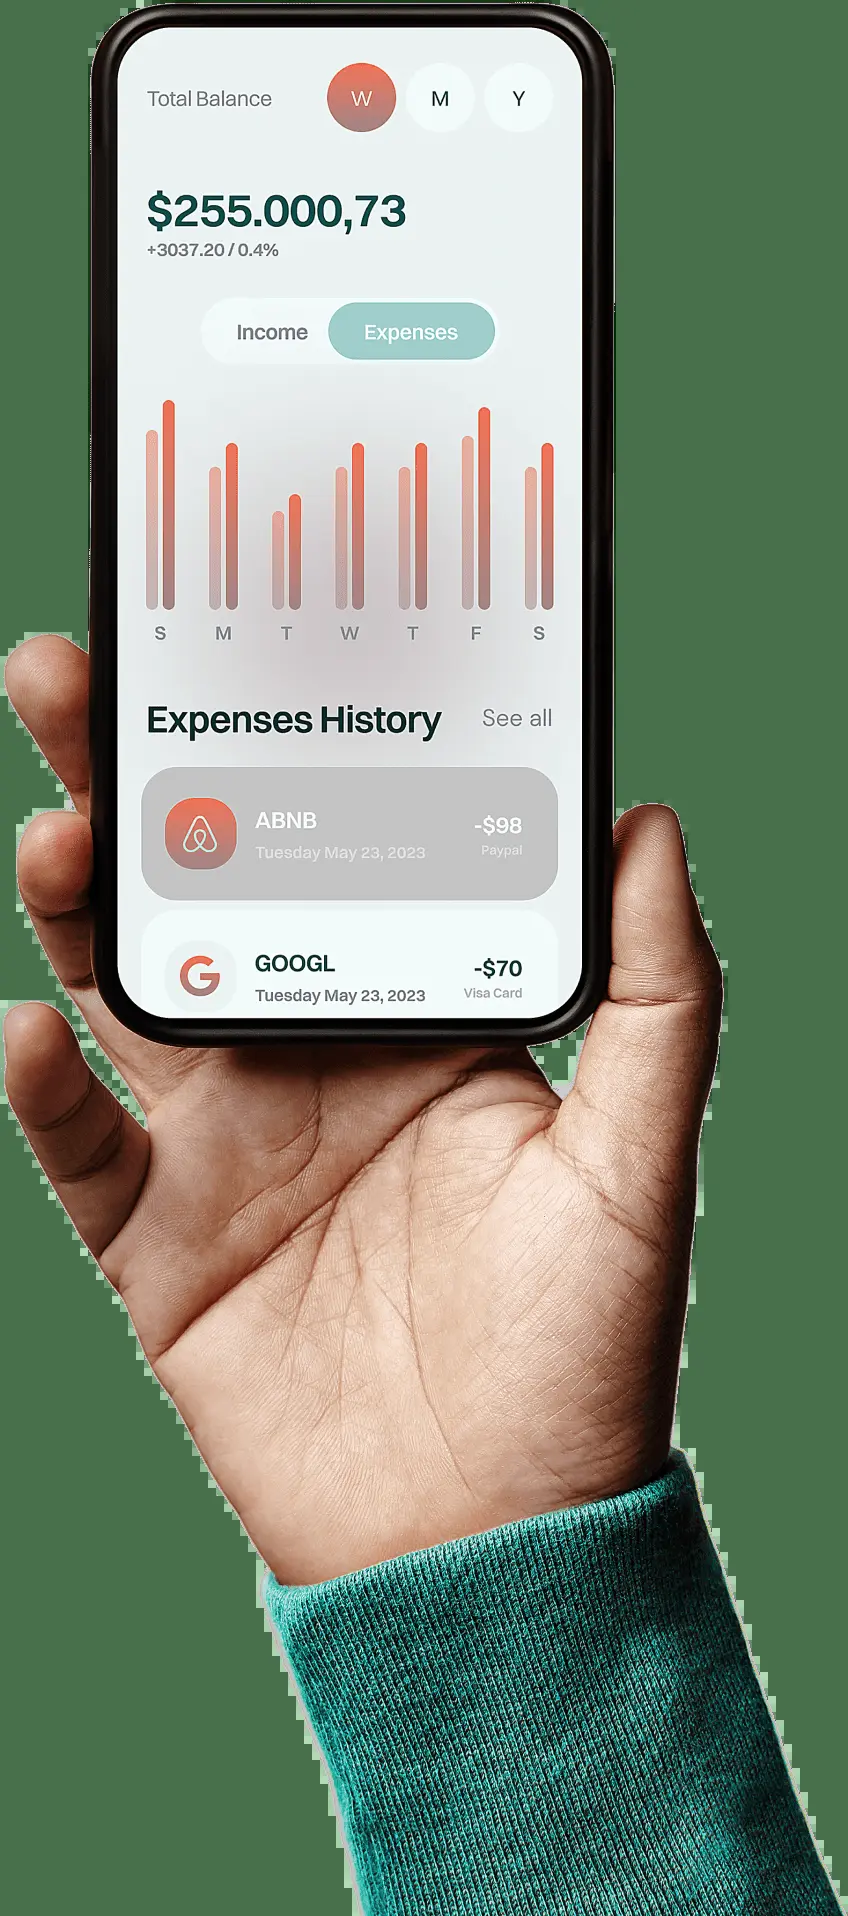 Total Balance W M Y
$255.000,73
+3037.20 / 0.4%
Income Expenses
S M T W T F S
Expenses History See all
ABNB -$98
Tuesday May 23, 2023 Paypal
GOOGL -$70
Tuesday May 23, 2023 Visa Card